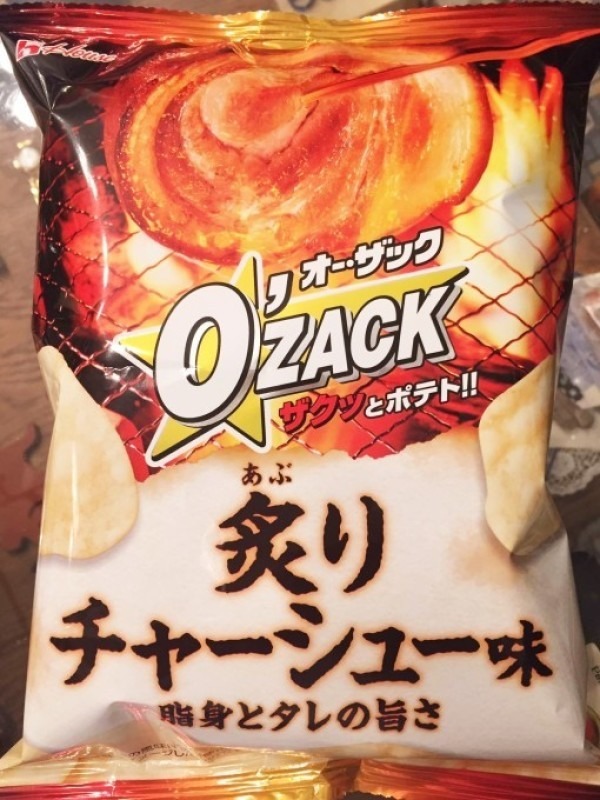 House
オー・ザック
O'ZACK
ザクッとポテト!!
あぶ
炙り
チャーシュー味
脂身とタレの旨さ